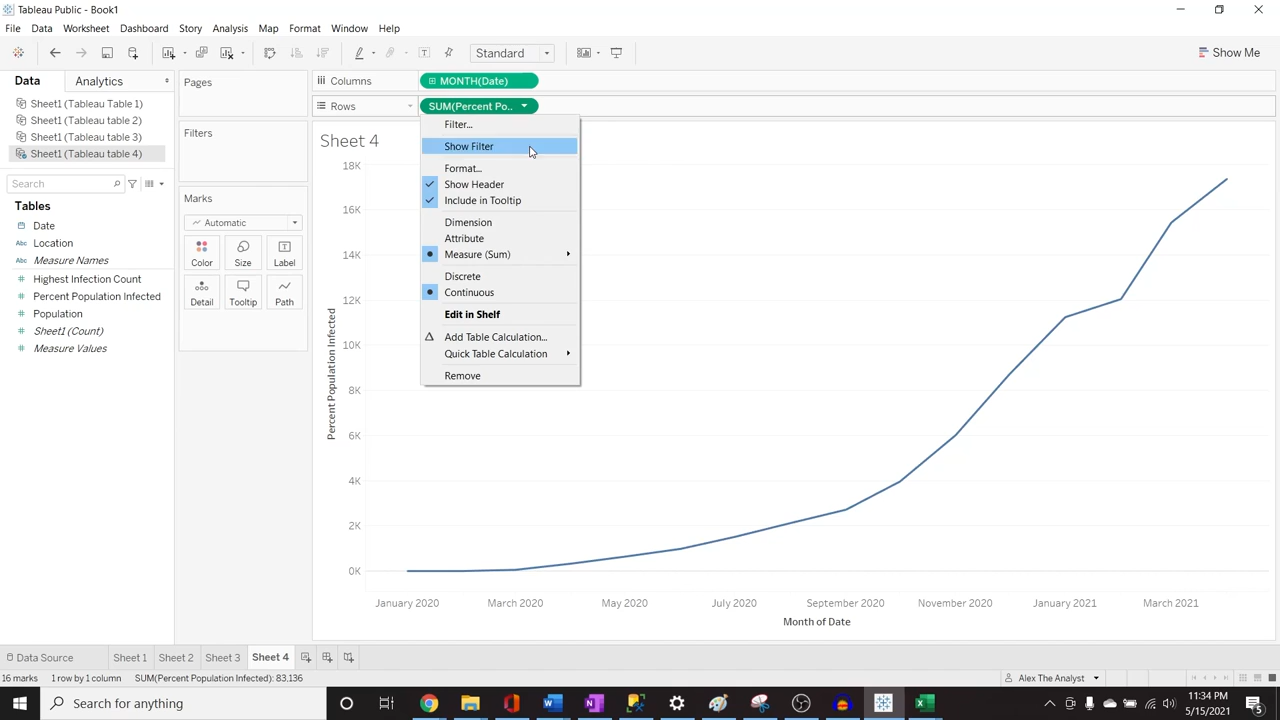 Tableau Public - Book1
File Data Worksheet Dashboard Story Analysis Map Format Window Help
Standard
Show Me
Data Analytics
Sheet1 (Tableau Table 1)
Sheet1 (Tableau table 2)
Sheet1 (Tableau table 3)
Sheet1 (Tableau table 4)
Search
Tables
Date
Abc Location
Abc Measure Names
Highest Infection Count
Percent Population Infected
Population
Sheet1 (Count)
Measure Values
Pages
Filters
Marks
Automatic
Color Size Label
Detail Tooltip Path
Columns MONTH(Date)
Rows SUM(Percent Po..
Filter...
Show Filter
Format...
Show Header
Include in Tooltip
Dimension
Attribute
Measure (Sum)
Discrete
Continuous
Edit in Shelf
Add Table Calculation...
Quick Table Calculation
Remove
Sheet 4
18K
16K
14K
12K
10K
8K
6K
4K
2K
0K
Percent Population Infected
January 2020 March 2020 May 2020 July 2020 September 2020 November 2020 January 2021 March 2021
Month of Date
Data Source Sheet 1 Sheet 2 Sheet 3 Sheet 4
16 marks 1 row by 1 column SUM(Percent Population Infected): 83,136
Alex The Analyst
Search for anything
11:34 PM
5/15/2021
5